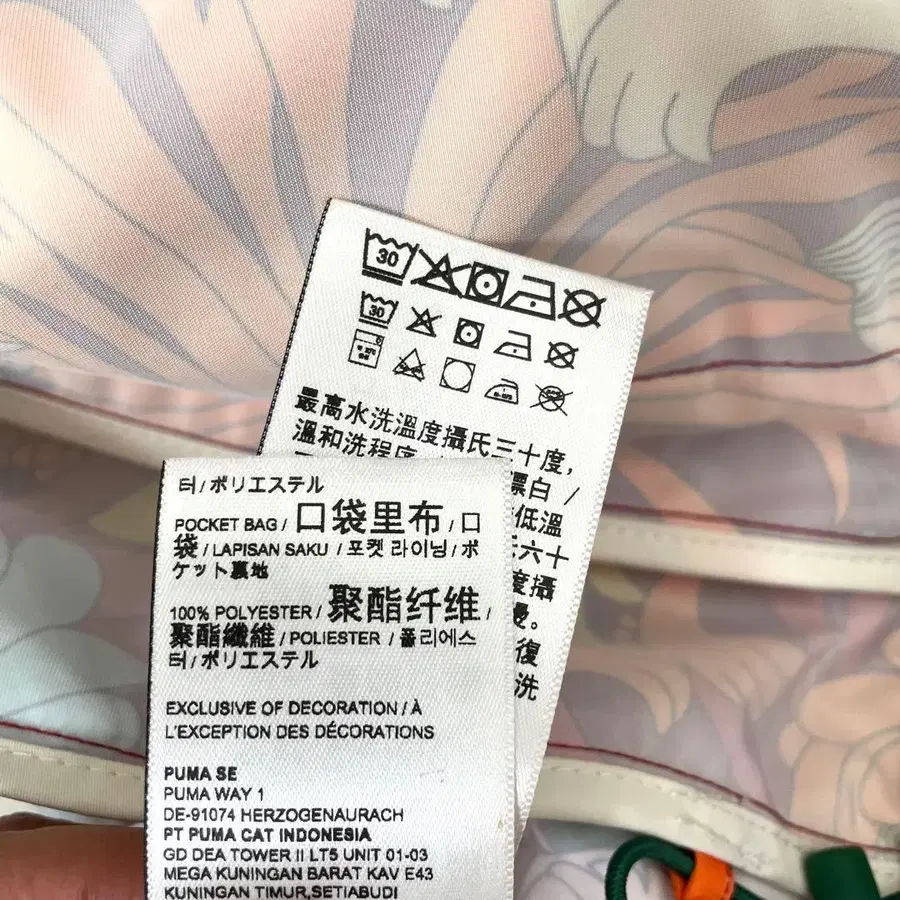 30
30
最高水洗溫度攝氏三十度,
溫和洗程序
漂白 /
低溫
六十
度攝
慢。
復
洗
터 / ポリエステル
POCKET BAG / 口袋里布 / 口
袋 / LAPISAN SAKU / 포켓 라이닝 / ポ
ケット裏地
100% POLYESTER / 聚酯纤维 /
聚酯纖維 / POLIESTER / 폴리에스
터 / ポリエステル
EXCLUSIVE OF DECORATION / À
L'EXCEPTION DES DÉCORATIONS
PUMA SE
PUMA WAY 1
DE-91074 HERZOGENAURACH
PT PUMA CAT INDONESIA
GD DEA TOWER II LT5 UNIT 01-03
MEGA KUNINGAN BARAT KAV E43
KUNINGAN TIMUR,SETIABUDI